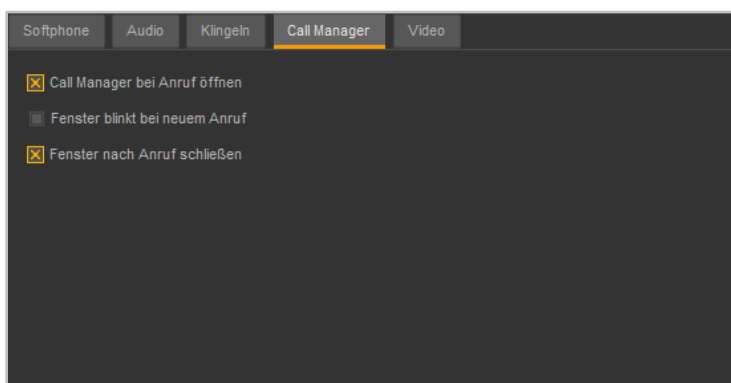 Softphone Audio Klingeln Call Manager Video
Call Manager bei Anruf öffnen
Fenster blinkt bei neuem Anruf
Fenster nach Anruf schließen